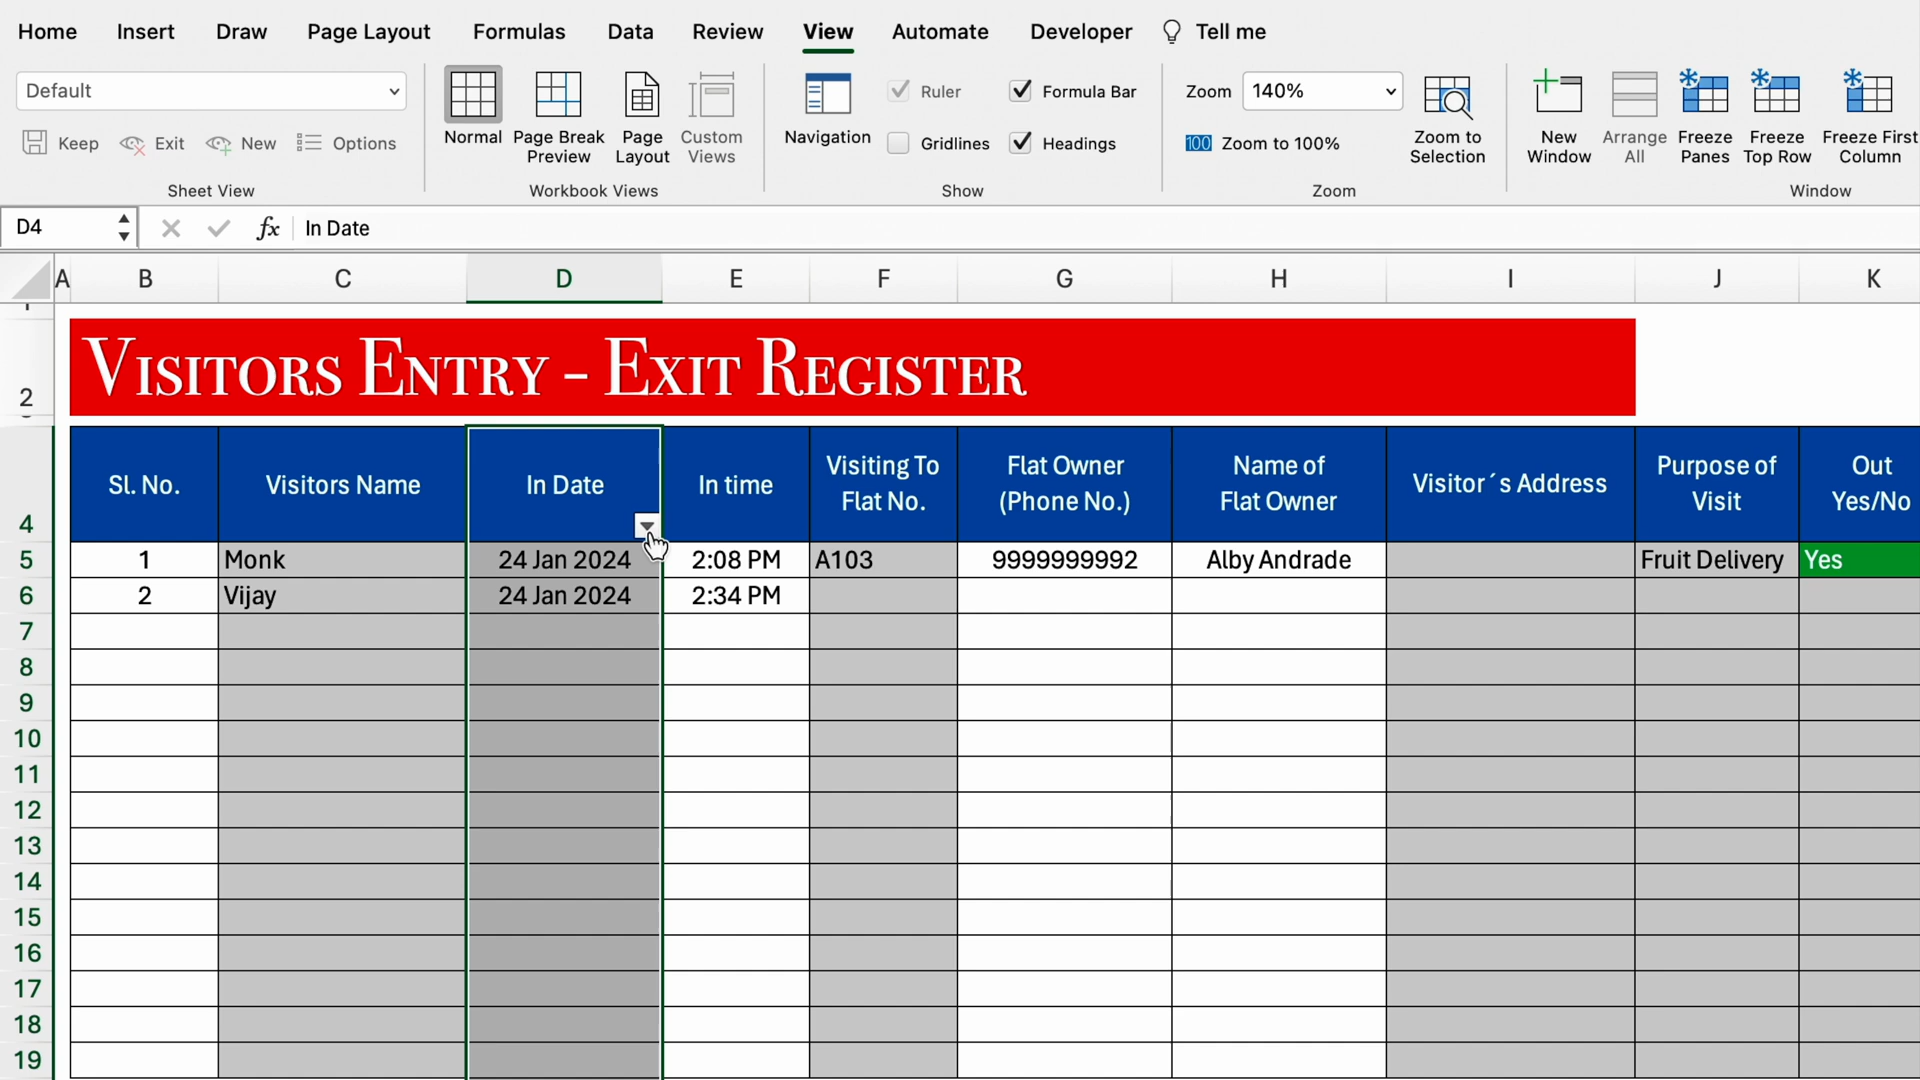 Home Insert Draw Page Layout Formulas Data Review View Automate Developer Tell me
Default
Keep Exit New Options
Sheet View
Normal Page Break Preview Page Layout Custom Views
Workbook Views
Navigation
Ruler Formula Bar
Gridlines Headings
Show
Zoom 140%
100 Zoom to 100%
Zoom to Selection
Zoom
New Window Arrange All Freeze Panes Freeze Top Row Freeze First Column
Window
D4 fx In Date
A B C D E F G H I J K
2 Visitors Entry - Exit Register
4 Sl. No. Visitors Name In Date In time Visiting To Flat No. Flat Owner (Phone No.) Name of Flat Owner Visitor´s Address Purpose of Visit Out Yes/No
5 1 Monk 24 Jan 2024 2:08 PM A103 9999999992 Alby Andrade Fruit Delivery Yes
6 2 Vijay 24 Jan 2024 2:34 PM
7
8
9
10
11
12
13
14
15
16
17
18
19